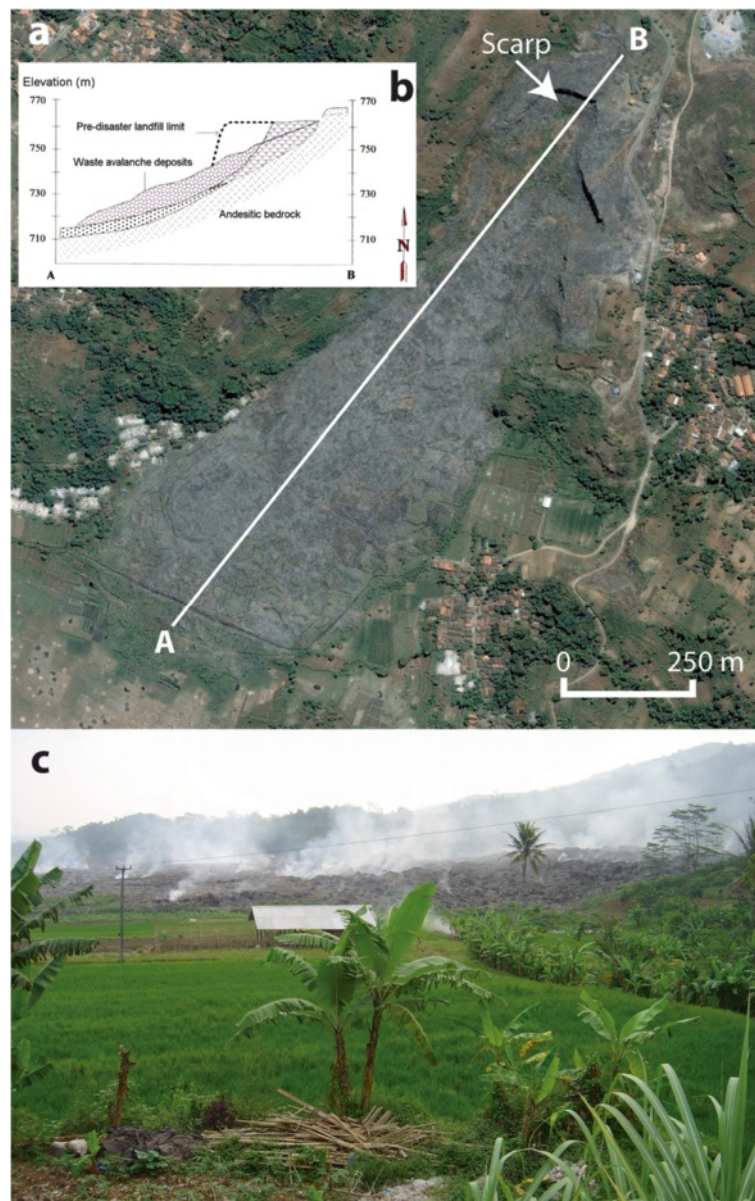 a
Scarp
B
b
Elevation (m)
770
770
Pre-disaster landfill limit
750
750
Waste avalanche deposits
730
730
Andesitic bedrock
N
710
710
A
B
A
0
250 m
c